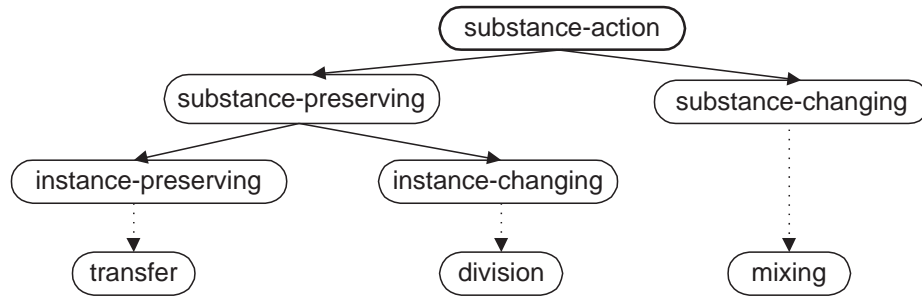 substance-action
substance-preserving
substance-changing
instance-preserving
instance-changing
transfer
division
mixing